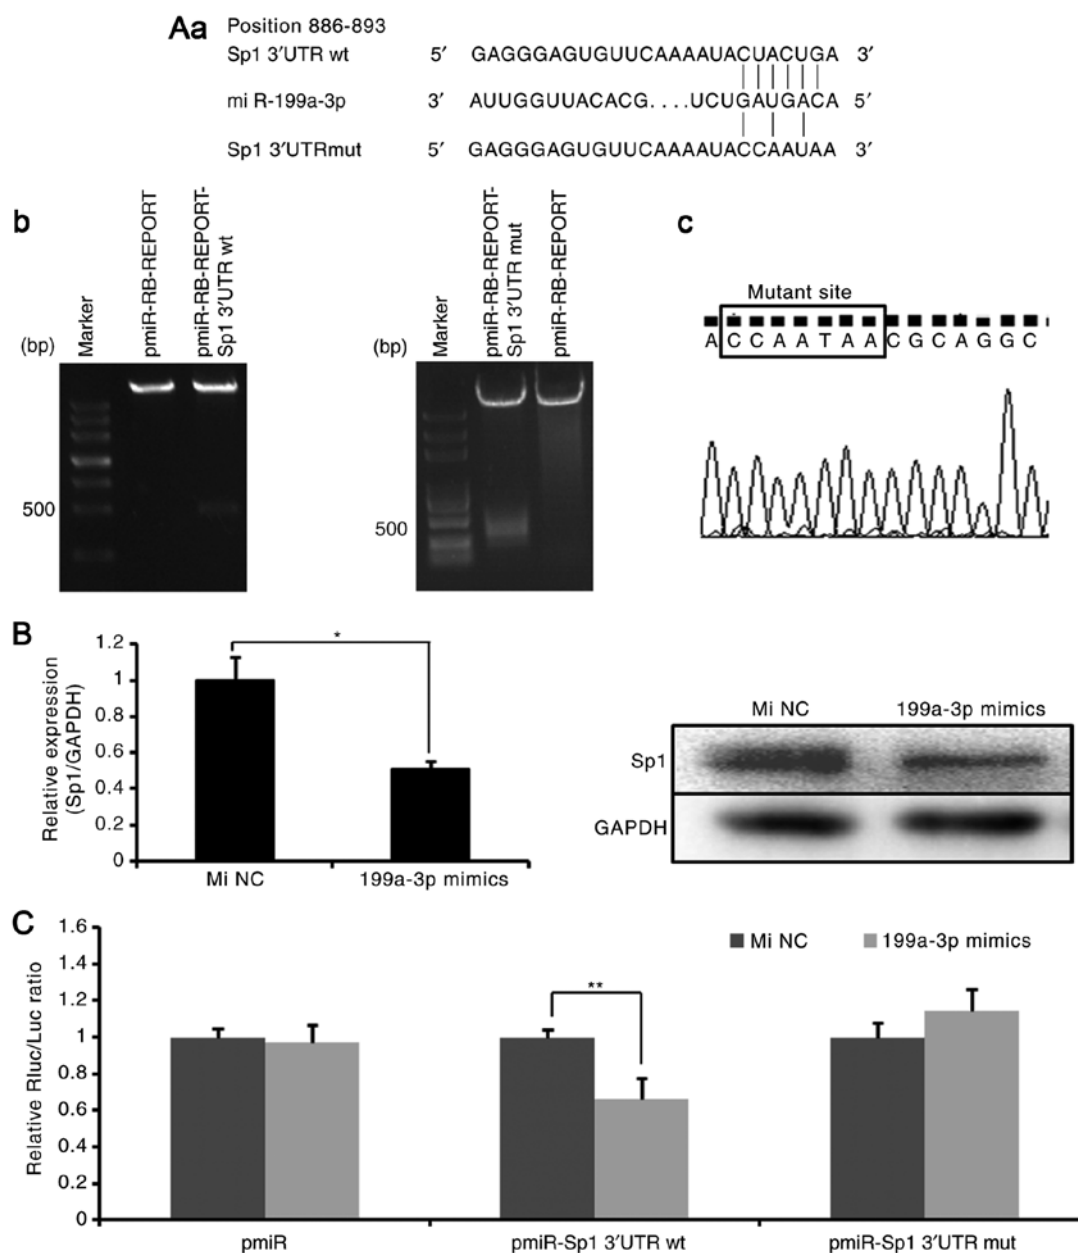 Aa Position 886-893
Sp1 3′UTR wt 5′ GAGGGAGUGUUCAAAAUACUACUGA 3′
mi R-199a-3p 3′ AUUGGUUACACG....UCUGAUGACA 5′
Sp1 3′UTRmut 5′ GAGGGAGUGUUCAAAAUACCAAUAA 3′
b
(bp)
Marker
pmiR-RB-REPORT
pmiR-RB-REPORT-
Sp1 3′UTR wt
500
(bp)
Marker
pmiR-RB-REPORT-
Sp1 3′UTR mut
pmiR-RB-REPORT
500
c
Mutant site
A C C A A T A A C G C A G G C
B
Relative expression
(Sp1/GAPDH)
1.2
1
0.8
0.6
0.4
0.2
0
*
Mi NC
199a-3p mimics
Mi NC
199a-3p mimics
Sp1
GAPDH
C
Relative Rluc/Luc ratio
1.6
1.4
1.2
1
0.8
0.6
0.4
0.2
0
Mi NC
199a-3p mimics
**
pmiR
pmiR-Sp1 3′UTR wt
pmiR-Sp1 3′UTR mut